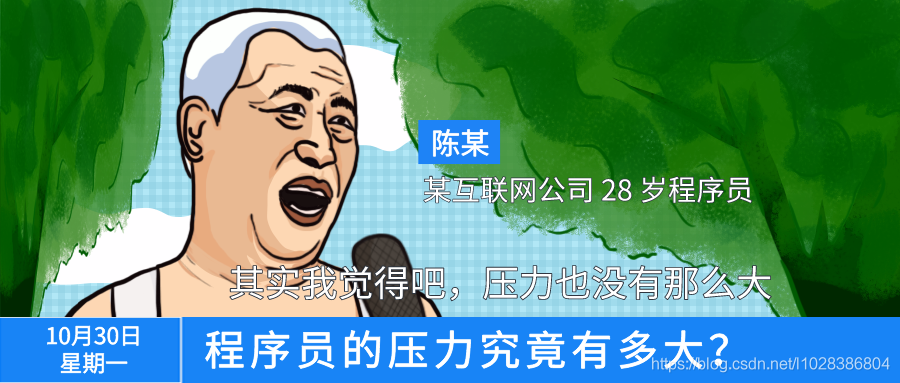 陈某
某互联网公司 28 岁程序员
其实我觉得吧，压力也没有那么大
10月30日
星期一
程序员的压力究竟有多大？
https://blog.csdn.net/l1028386804